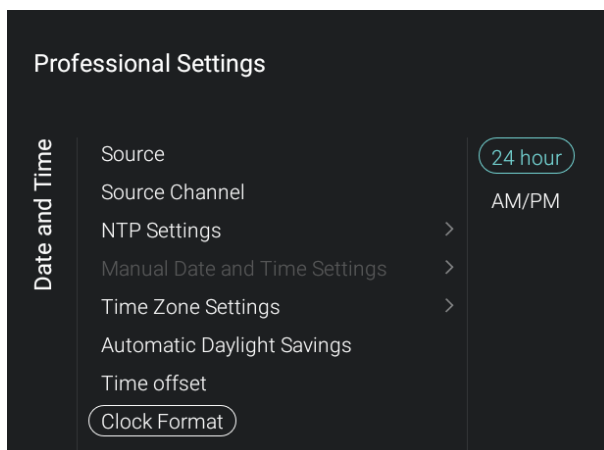 Professional Settings
Date and Time
Source
Source Channel
NTP Settings
Manual Date and Time Settings
Time Zone Settings
Automatic Daylight Savings
Time offset
Clock Format
24 hour
AM/PM